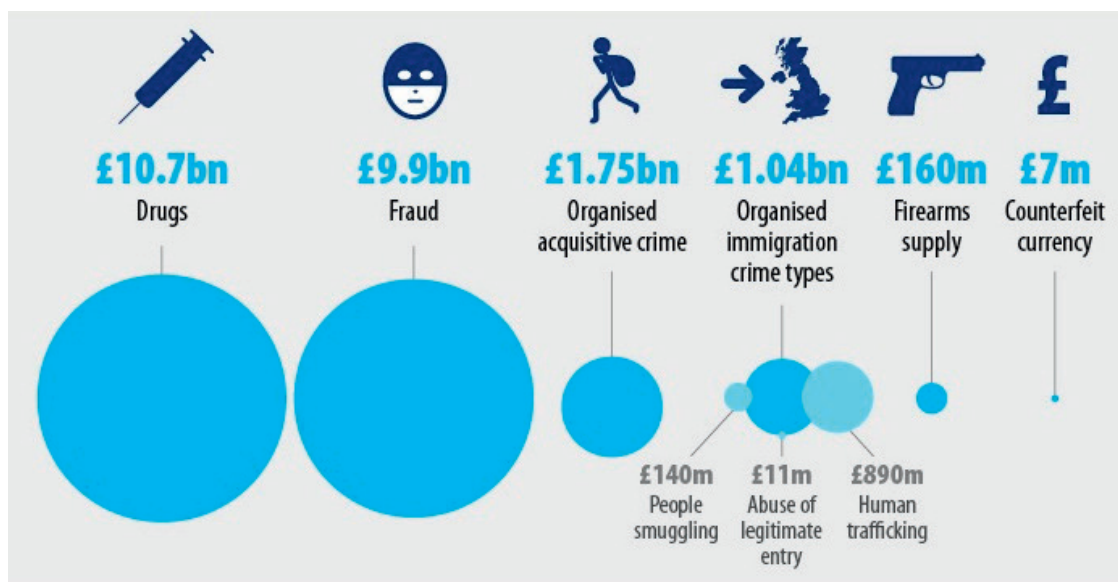 £10.7bn
Drugs
£9.9bn
Fraud
£1.75bn
Organised
acquisitive crime
£1.04bn
Organised
immigration
crime types
£160m
Firearms
supply
£
£7m
Counterfeit
currency
£140m
People
smuggling
£11m
Abuse of
legitimate
entry
£890m
Human
trafficking